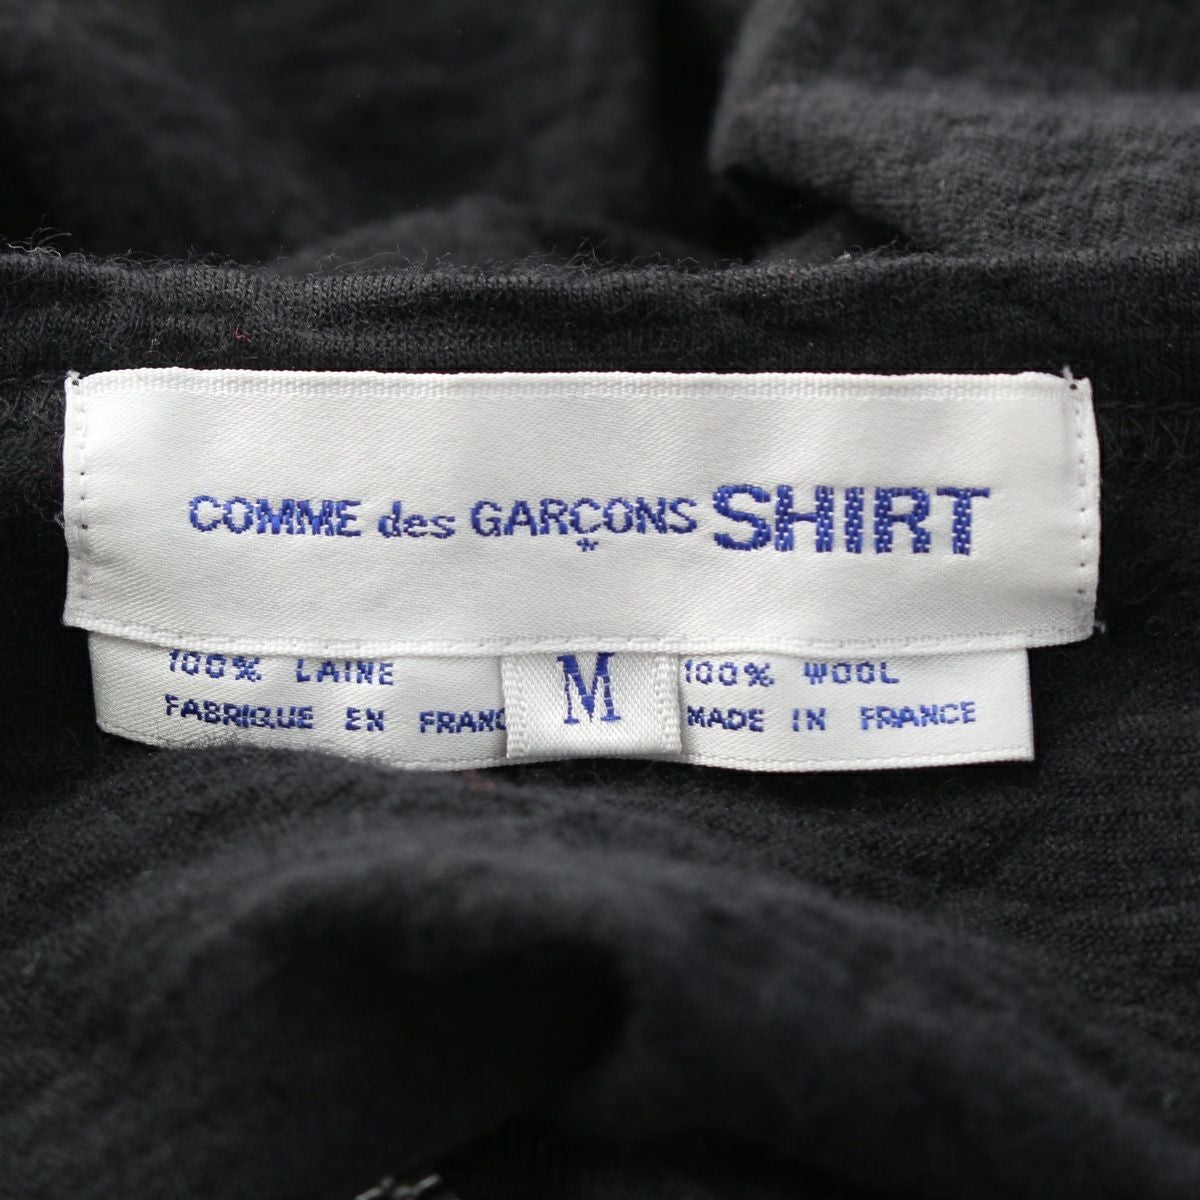 COMME des GARÇONS SHIRT
100% LAINE M 100% WOOL
FABRIQUE EN FRANC MADE IN FRANCE